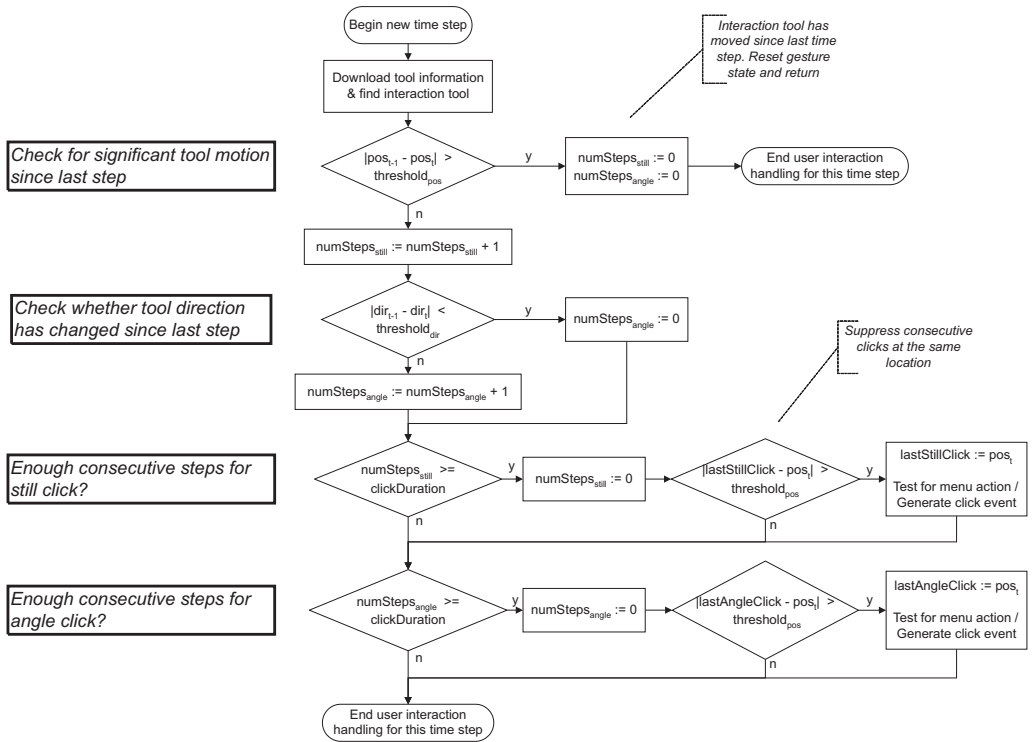 Begin new time step
Interaction tool has
moved since last time
step. Reset gesture
state and return
Download tool information
& find interaction tool
Check for significant tool motion
since last step
|pos_t-1 - pos_t| >
threshold_pos
y
n
numSteps_still := 0
numSteps_angle := 0
End user interaction
handling for this time step
numSteps_still := numSteps_still + 1
Check whether tool direction
has changed since last step
|dir_t-1 - dir_t| <
threshold_dir
y
n
numSteps_angle := 0
Suppress consecutive
clicks at the same
location
numSteps_angle := numSteps_angle + 1
Enough consecutive steps for
still click?
numSteps_still >=
clickDuration
y
n
numSteps_still := 0
|lastStillClick - pos_t| >
threshold_pos
y
n
lastStillClick := pos_t
Test for menu action /
Generate click event
Enough consecutive steps for
angle click?
numSteps_angle >=
clickDuration
y
n
numSteps_angle := 0
|lastAngleClick - pos_t| >
threshold_pos
y
n
lastAngleClick := pos_t
Test for menu action /
Generate click event
End user interaction
handling for this time step